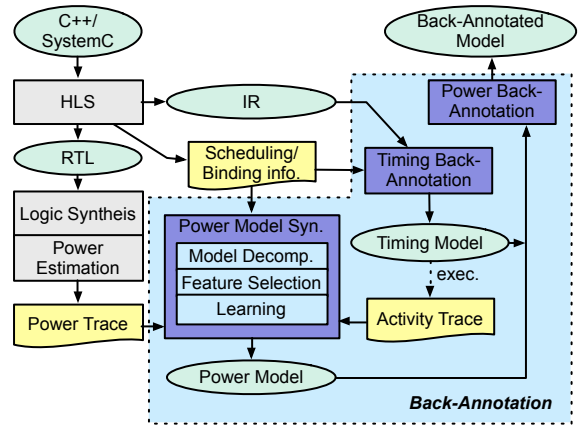 C++/
SystemC
Back-Annotated
Model
HLS
IR
Power Back-
Annotation
RTL
Scheduling/
Binding info.
Timing Back-
Annotation
Logic Syntheis
Power
Estimation
Power Model Syn.
Model Decomp.
Feature Selection
Learning
Timing Model
exec.
Power Trace
Activity Trace
Power Model
Back-Annotation